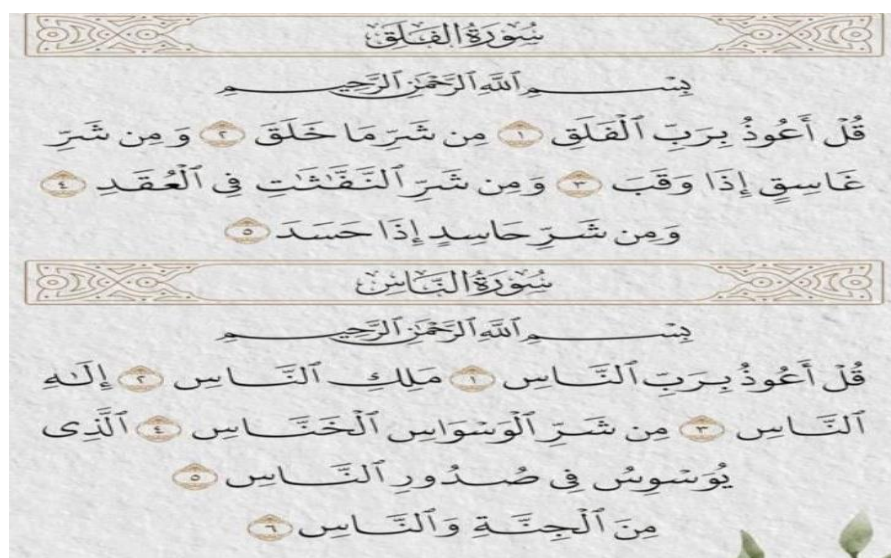 سُورَةُ الفَلَقِ
بِسْمِ ٱللَّهِ ٱلرَّحْمَٰنِ ٱلرَّحِيمِ
قُلْ أَعُوذُ بِرَبِّ ٱلْفَلَقِ ١ مِن شَرِّ مَا خَلَقَ ٢ وَمِن شَرِّ
غَاسِقٍ إِذَا وَقَبَ ٣ وَمِن شَرِّ ٱلنَّفَّٰثَٰتِ فِى ٱلْعُقَدِ ٤
وَمِن شَرِّ حَاسِدٍ إِذَا حَسَدَ ٥
سُورَةُ النَّاسِ
بِسْمِ ٱللَّهِ ٱلرَّحْمَٰنِ ٱلرَّحِيمِ
قُلْ أَعُوذُ بِرَبِّ ٱلنَّاسِ ١ مَلِكِ ٱلنَّاسِ ٢ إِلَٰهِ
ٱلنَّاسِ ٣ مِن شَرِّ ٱلْوَسْوَاسِ ٱلْخَنَّاسِ ٤ ٱلَّذِى
يُوَسْوِسُ فِى صُدُورِ ٱلنَّاسِ ٥
مِنَ ٱلْجِنَّةِ وَٱلنَّاسِ ٦